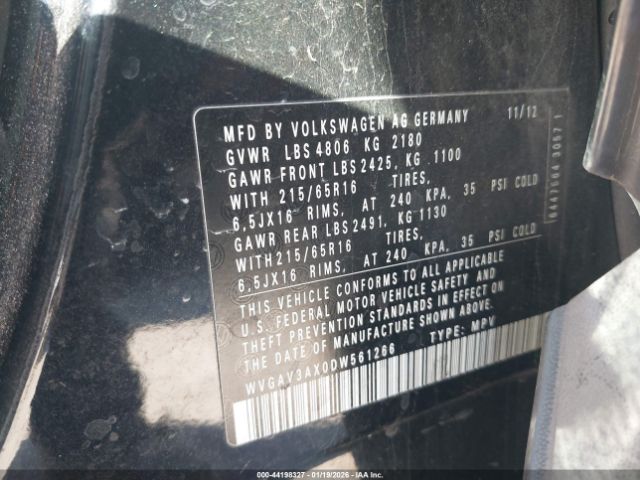 MFD BY VOLKSWAGEN AG GERMANY 11/12
GVWR LBS 4806 KG 2180
GAWR FRONT LBS 2425, KG 1100
WITH 215/65R16 TIRES,
6,5JX16 RIMS, AT 240 KPA, 35 PSI COLD
GAWR REAR LBS 2491, KG 1130
WITH 215/65R16 TIRES,
6,5JX16 RIMS, AT 240 KPA, 35 PSI COLD
THIS VEHICLE CONFORMS TO ALL APPLICABLE
U.S. FEDERAL MOTOR VEHICLE SAFETY AND
THEFT PREVENTION STANDARDS IN EFFECT ON
THE DATE OF MANUFACTURE SHOWN ABOVE.
WVGAV3AX0DW561266 TYPE: MPV
000-44198327 - 01/19/2026 - IAAI.COM